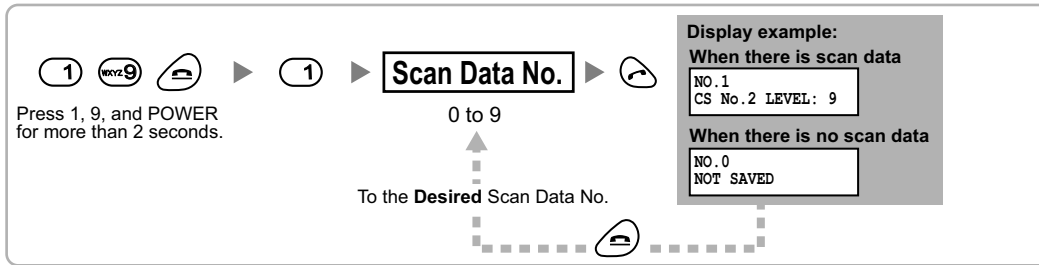 1) WXYZ9
Press 1, 9, and POWER
for more than 2 seconds.
1)
Scan Data No.
0 to 9
To the Desired Scan Data No.
Display example:
When there is scan data
NO.1
CS No.2 LEVEL: 9
When there is no scan data
NO.0
NOT SAVED